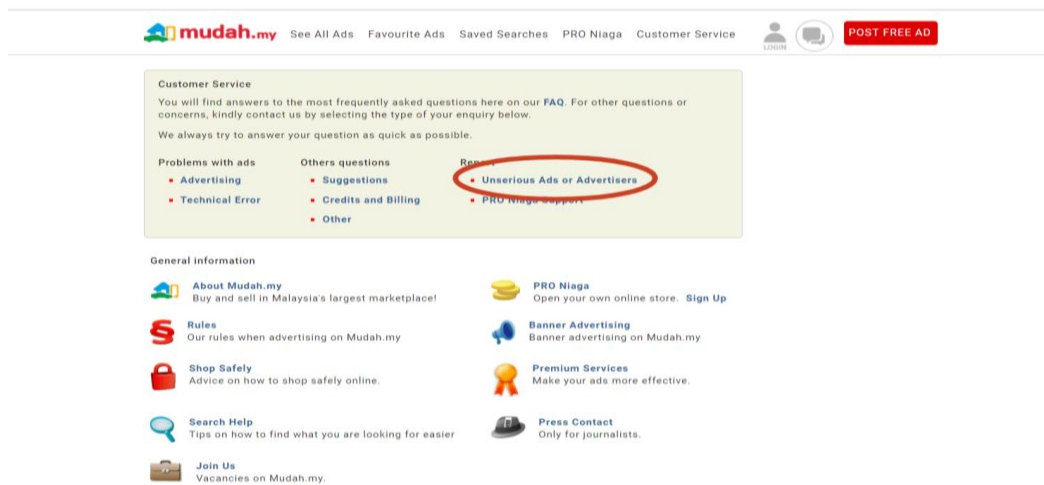 mudah.my See All Ads Favourite Ads Saved Searches PRO Niaga Customer Service LOGIN POST FREE AD
Customer Service
You will find answers to the most frequently asked questions here on our FAQ. For other questions or
concerns, kindly contact us by selecting the type of your enquiry below.
We always try to answer your question as quick as possible.
Problems with ads Others questions Report
Advertising Suggestions Unserious Ads or Advertisers
Technical Error Credits and Billing PRO Niaga Support
Other
General information
About Mudah.my
Buy and sell in Malaysia's largest marketplace!
PRO Niaga
Open your own online store. Sign Up
Rules
Our rules when advertising on Mudah.my
Banner Advertising
Banner advertising on Mudah.my
Shop Safely
Advice on how to shop safely online.
Premium Services
Make your ads more effective.
Search Help
Tips on how to find what you are looking for easier
Press Contact
Only for journalists.
Join Us
Vacancies on Mudah.my.